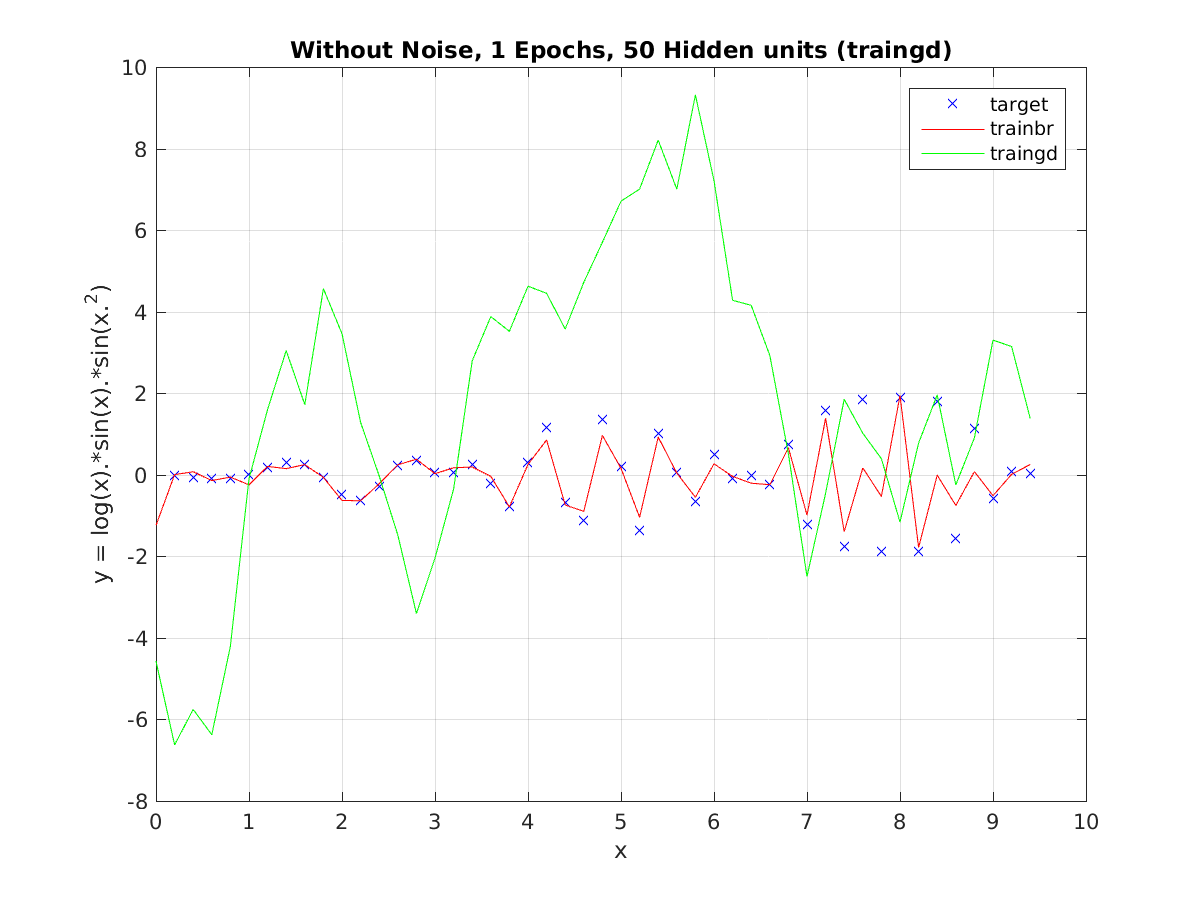 Without Noise, 1 Epochs, 50 Hidden units (traingd)
10
8
6
4
2
0
-2
-4
-6
-8
y = log(x).*sin(x).*sin(x.²)
target
trainbr
traingd
0 1 2 3 4 5 6 7 8 9 10
x